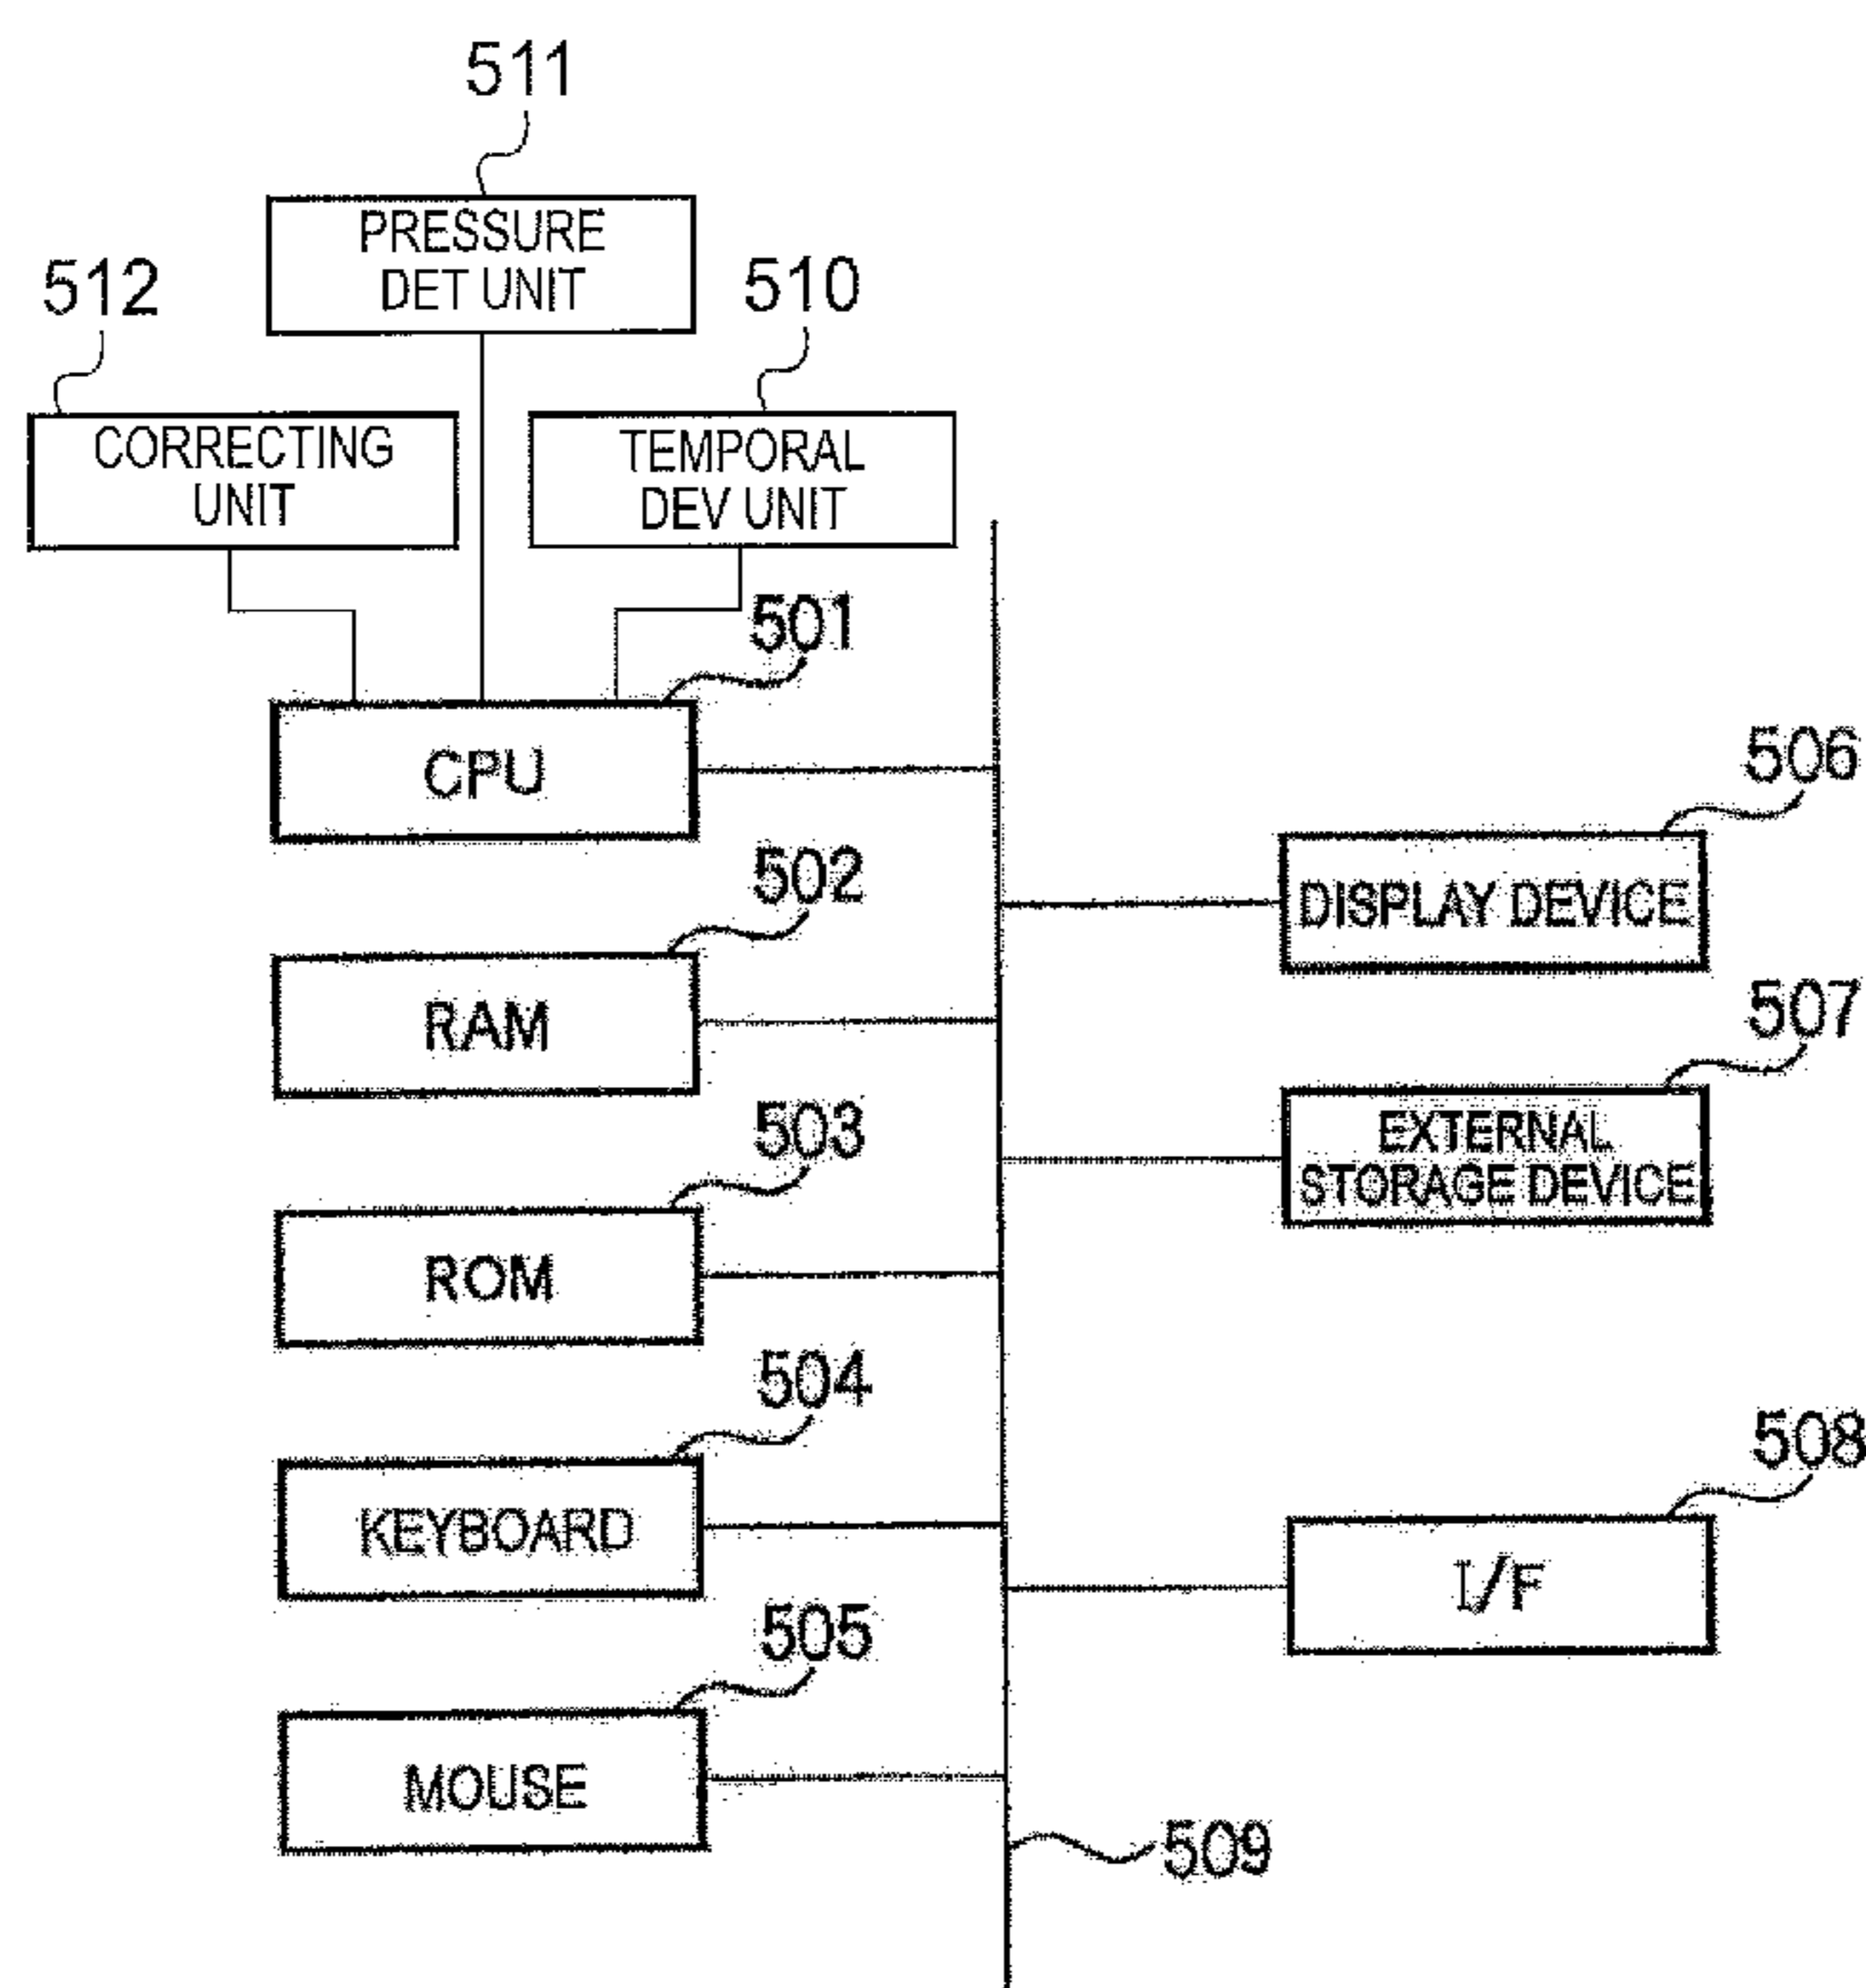 511
PRESSURE
DET UNIT
512
510
CORRECTING
UNIT
TEMPORAL
DEV UNIT
501
CPU
506
DISPLAY DEVICE
502
RAM
507
EXTERNAL
STORAGE DEVICE
503
ROM
504
KEYBOARD
508
I/F
505
MOUSE
509